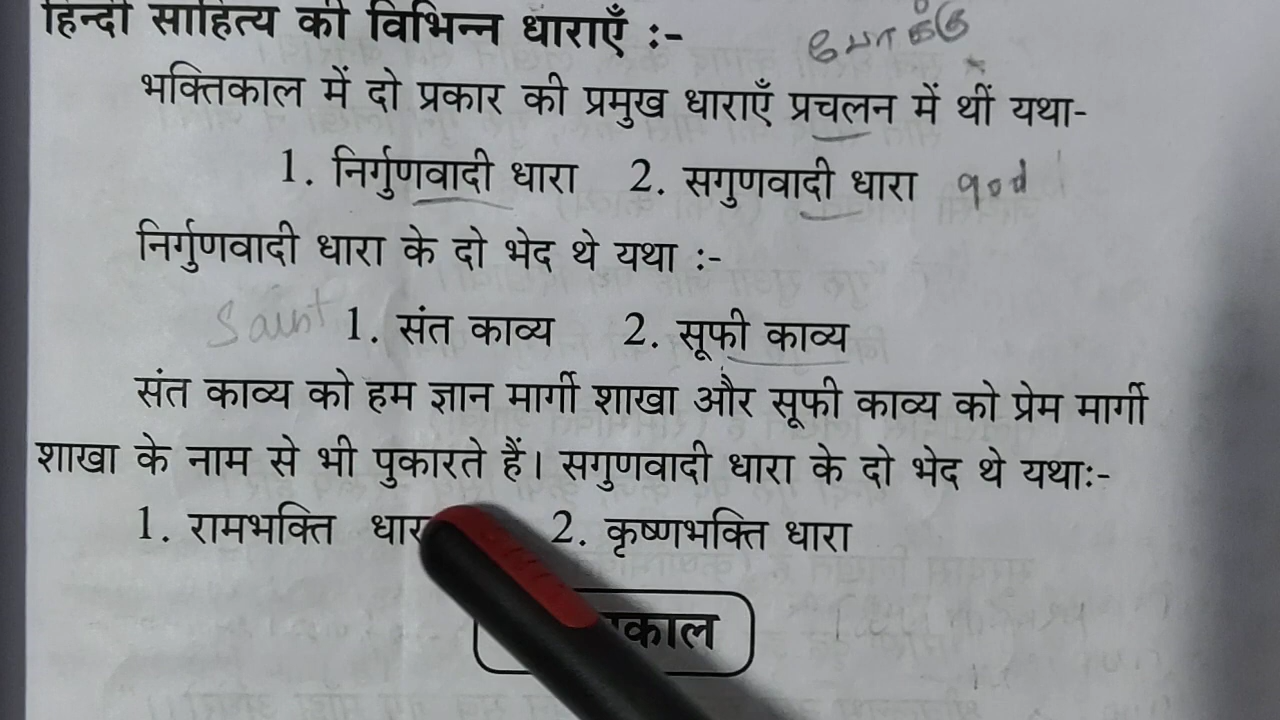 हिन्दी साहित्य की विभिन्न धाराएँ :-
भक्तिकाल में दो प्रकार की प्रमुख धाराएँ प्रचलन में थीं यथा-
1. निर्गुणवादी धारा 2. सगुणवादी धारा god
निर्गुणवादी धारा के दो भेद थे यथा :-
Saint 1. संत काव्य 2. सूफी काव्य
संत काव्य को हम ज्ञान मार्गी शाखा और सूफी काव्य को प्रेम मार्गी
शाखा के नाम से भी पुकारते हैं। सगुणवादी धारा के दो भेद थे यथाः-
1. रामभक्ति 2. कृष्णभक्ति धारा